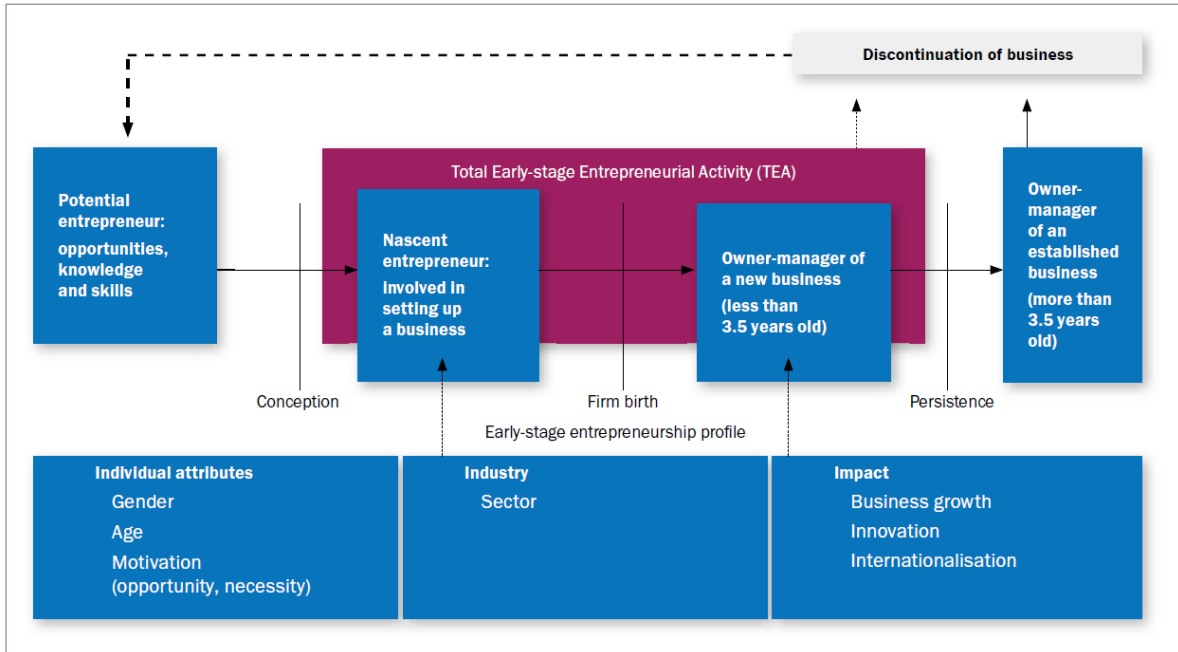 Discontinuation of business
Total Early-stage Entrepreneurial Activity (TEA)
Potential
entrepreneur:
opportunities,
knowledge
and skills
Nascent
entrepreneur:
Involved in
setting up
a business
Owner-manager of
a new business
(less than
3.5 years old)
Owner-
manager
of an
established
business
(more than
3.5 years
old)
Conception
Firm birth
Persistence
Early-stage entrepreneurship profile
Individual attributes
Gender
Age
Motivation
(opportunity, necessity)
Industry
Sector
Impact
Business growth
Innovation
Internationalisation